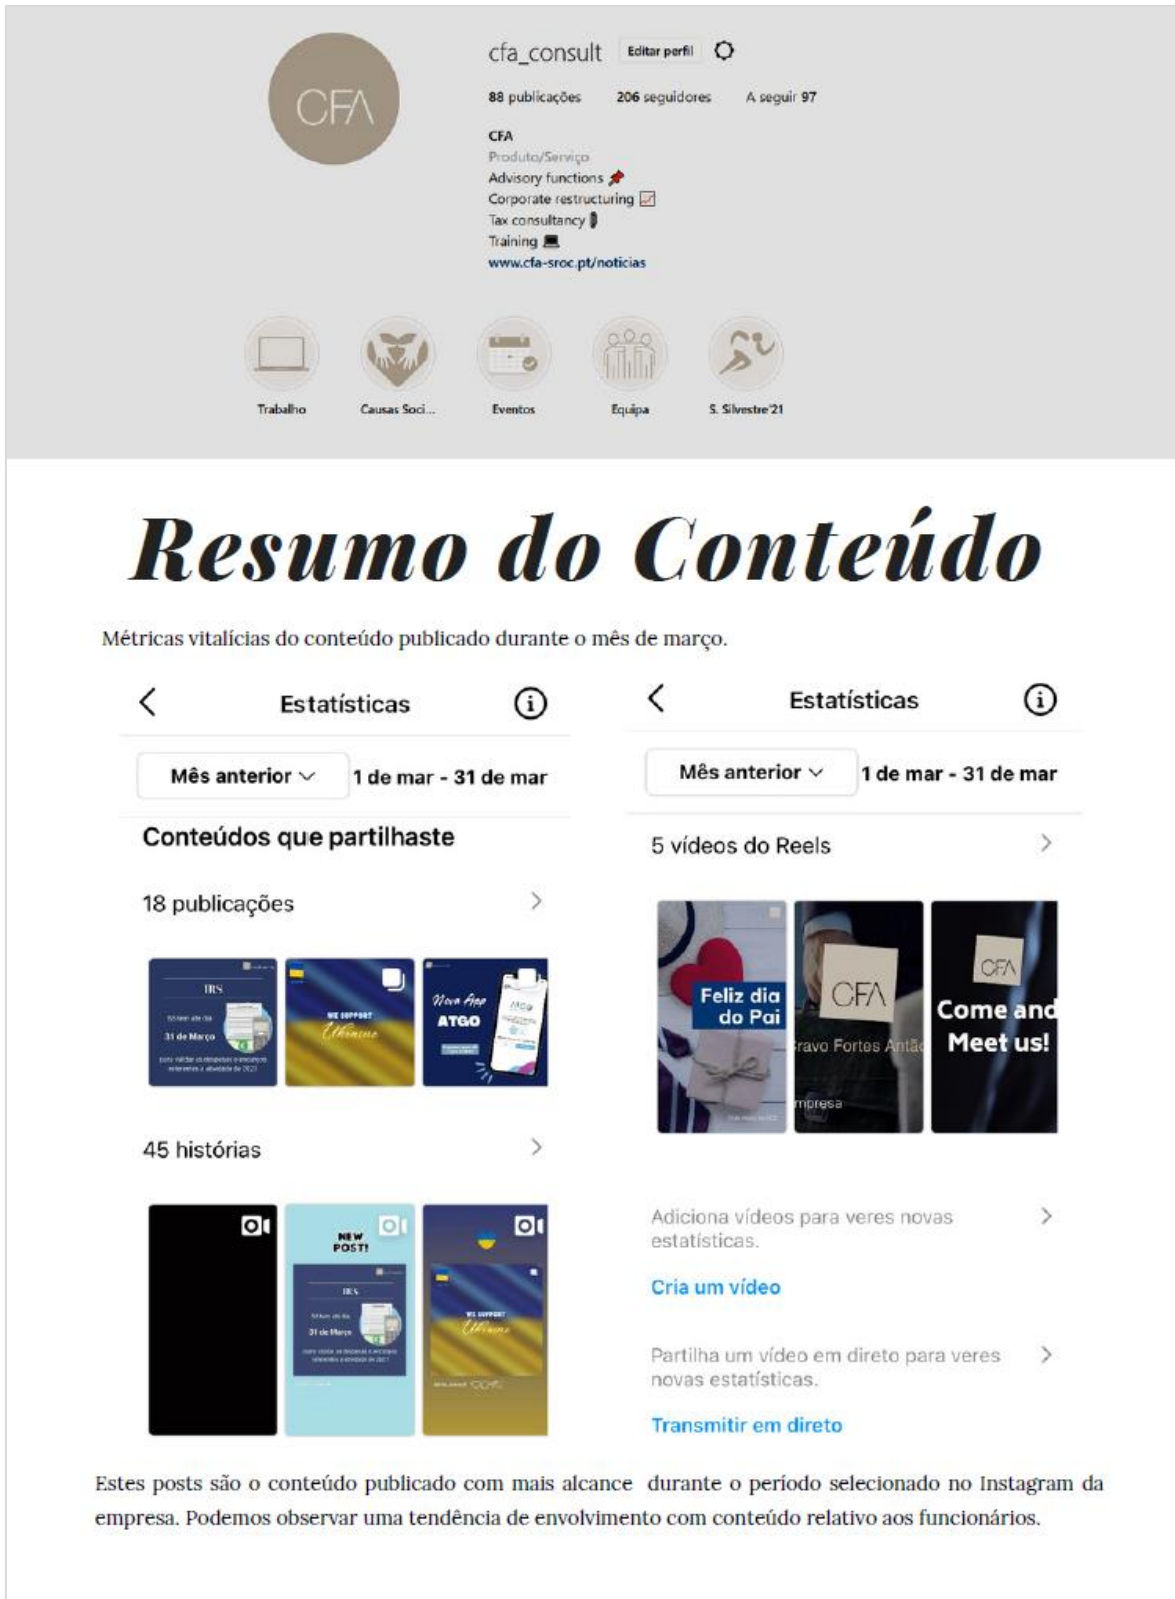 CFA
cfa_consult Editar perfil
88 publicações 206 seguidores A seguir 97
CFA
Produto/Serviço
Advisory functions
Corporate restructuring
Tax consultancy
Training
www.cfa-sroc.pt/noticias
Trabalho Causas Soci... Eventos Equipa S. Silvestre'21
Resumo do Conteúdo
Métricas vitalícias do conteúdo publicado durante o mês de março.
Estatísticas
Mês anterior 1 de mar - 31 de mar
Conteúdos que partilhaste
18 publicações
IRS
31 de Março
WE SUPPORT
Ukraine
Nova App
ATGO
45 histórias
NEW
POST!
IRS
31 de Março
WE SUPPORT
Ukraine
Estatísticas
Mês anterior 1 de mar - 31 de mar
5 vídeos do Reels
Feliz dia
do Pai
CFA
ravo Fortes Antão
mpresa
CFA
Come and
Meet us!
Adiciona vídeos para veres novas
estatísticas.
Cria um vídeo
Partilha um vídeo em direto para veres
novas estatísticas.
Transmitir em direto
Estes posts são o conteúdo publicado com mais alcance durante o período selecionado no Instagram da
empresa. Podemos observar uma tendência de envolvimento com conteúdo relativo aos funcionários.